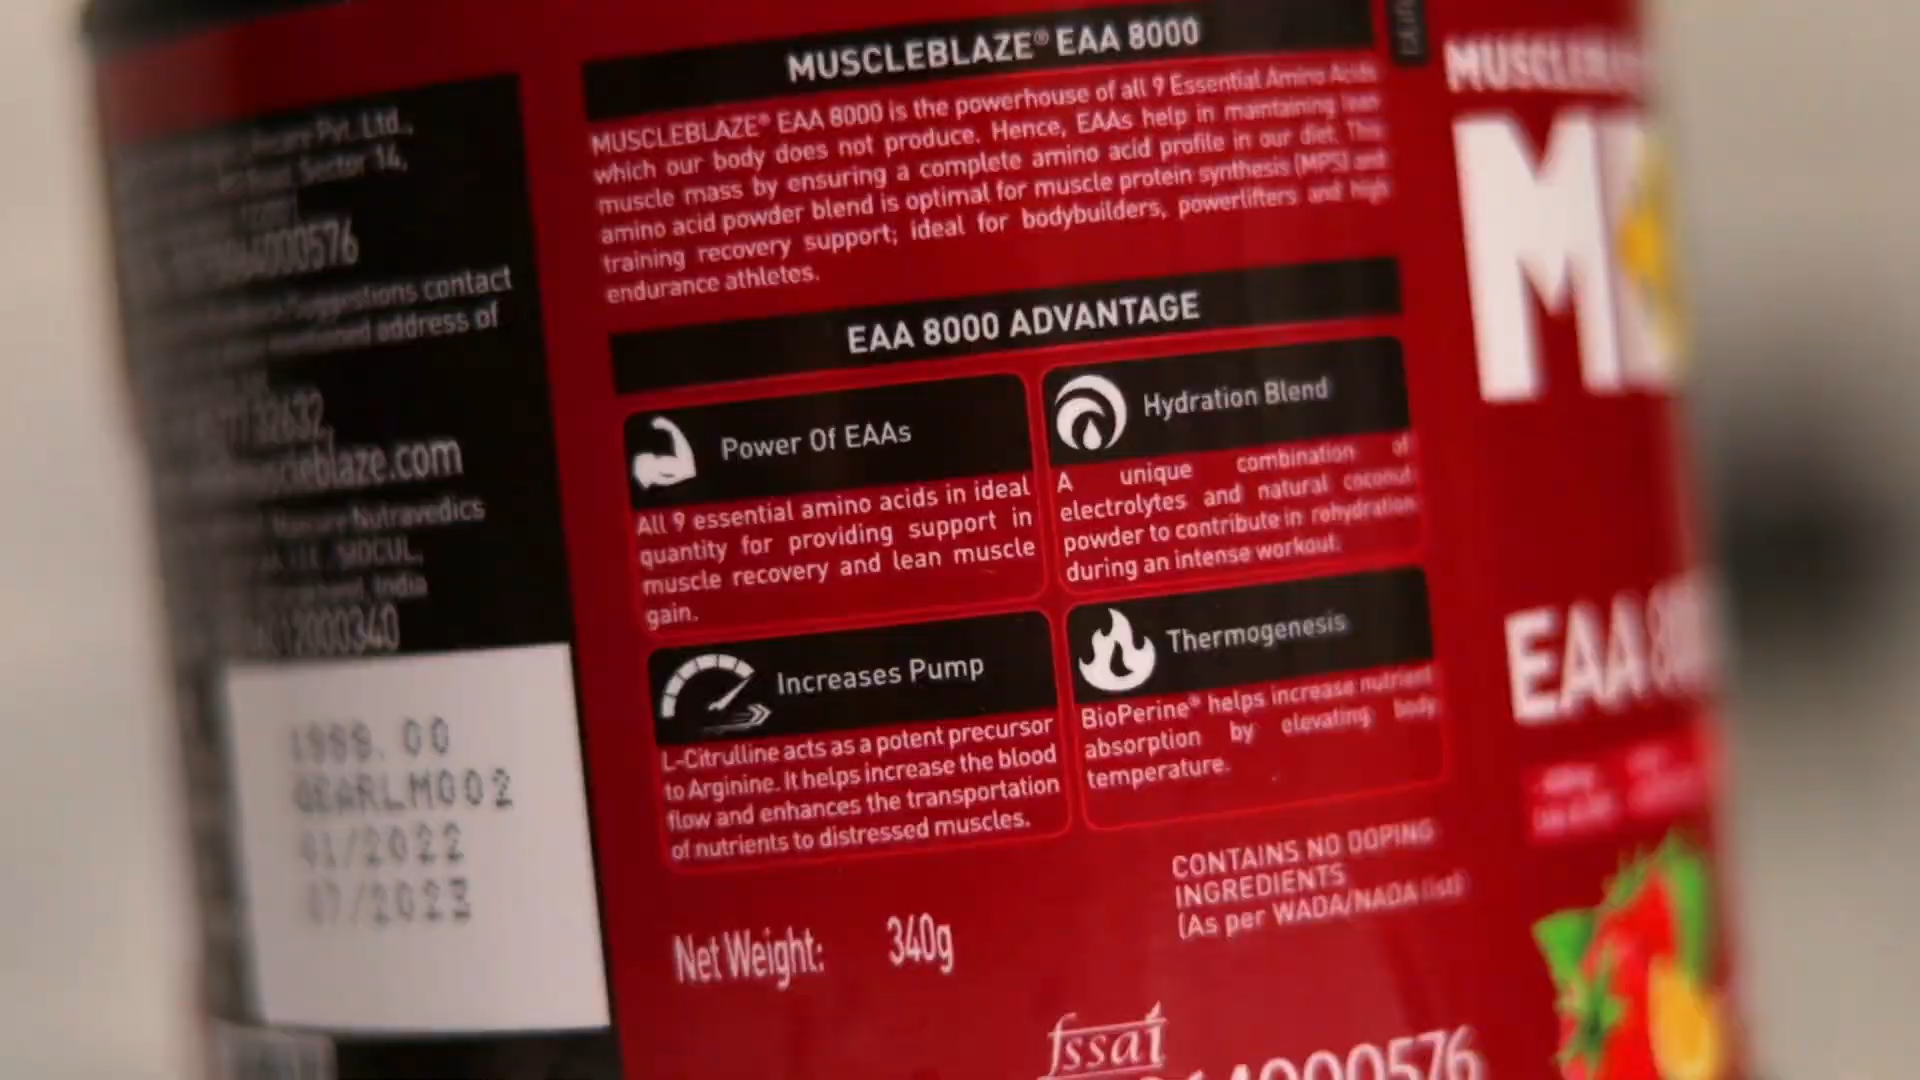 Pvt. Ltd.,
Sector 14,
000576
Suggestions contact
mentioned address of
32632,
muscleblaze.com
Nutravedics
SIDCUL,
India
12000340
01/2022
07/2023
MUSCLEBLAZE® EAA 8000
MUSCLEBLAZE® EAA 8000 is the powerhouse of all 9 Essential Amino Acids
which our body does not produce. Hence, EAAs help in maintaining lean
muscle mass by ensuring a complete amino acid profile in our diet. This
amino acid powder blend is optimal for muscle protein synthesis (MPS) and
training recovery support; ideal for bodybuilders, powerlifters and high
endurance athletes.
EAA 8000 ADVANTAGE
Power Of EAAs
All 9 essential amino acids in ideal
quantity for providing support in
muscle recovery and lean muscle
gain.
Hydration Blend
A unique combination of
electrolytes and natural coconut
powder to contribute in rehydration
during an intense workout.
Increases Pump
L-Citrulline acts as a potent precursor
to Arginine. It helps increase the blood
flow and enhances the transportation
of nutrients to distressed muscles.
Thermogenesis
BioPerine® helps increase nutrient
absorption by elevating body
temperature.
CONTAINS NO DOPING
INGREDIENTS
(As per WADA/NADA list)
Net Weight: 340g
fssai
4000576
MUSCLEBLAZE
M
EAA 80